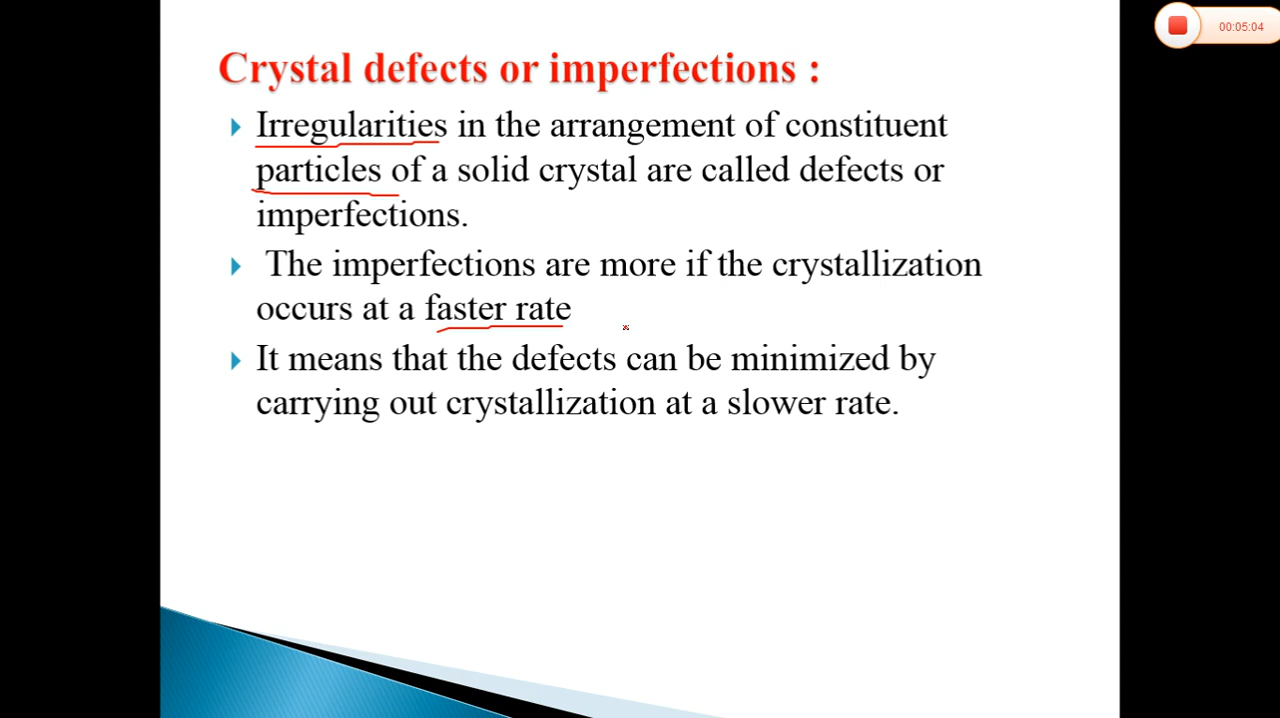 00:05:04
Crystal defects or imperfections :
Irregularities in the arrangement of constituent
particles of a solid crystal are called defects or
imperfections.
The imperfections are more if the crystallization
occurs at a faster rate
It means that the defects can be minimized by
carrying out crystallization at a slower rate.